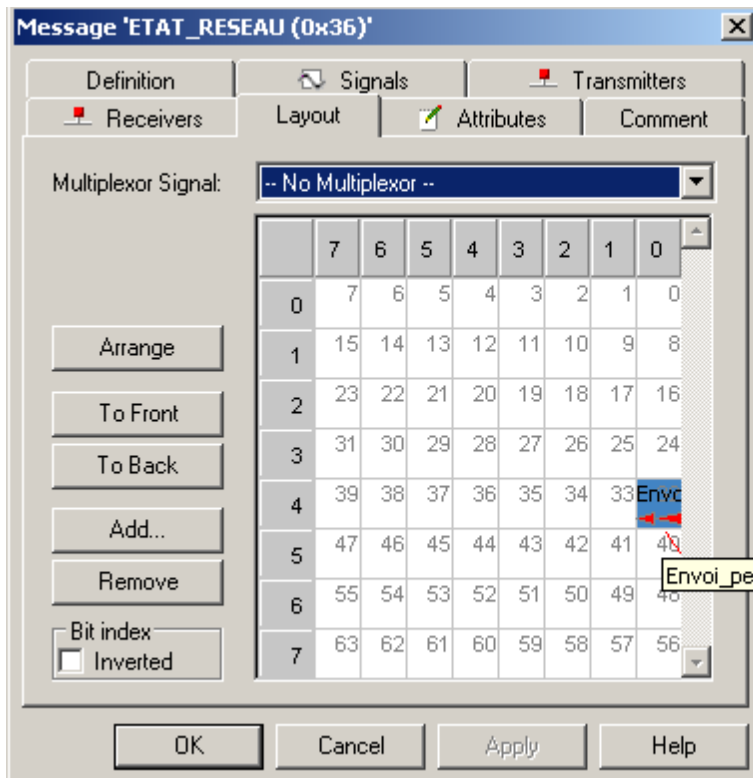 Message 'ETAT_RESEAU (0x36)'
Definition Signals Transmitters
Receivers Layout Attributes Comment
Multiplexor Signal: -- No Multiplexor --
7 6 5 4 3 2 1 0
0 7 6 5 4 3 2 1 0
Arrange 1 15 14 13 12 11 10 9 8
To Front 2 23 22 21 20 19 18 17 16
To Back 3 31 30 29 28 27 26 25 24
Add... 4 39 38 37 36 35 34 33 Envo
5 47 46 45 44 43 42 41 40
Envoi_pe
Remove 6 55 54 53 52 51 50 49 48
Bit index
Inverted 7 63 62 61 60 59 58 57 56
OK Cancel Apply Help